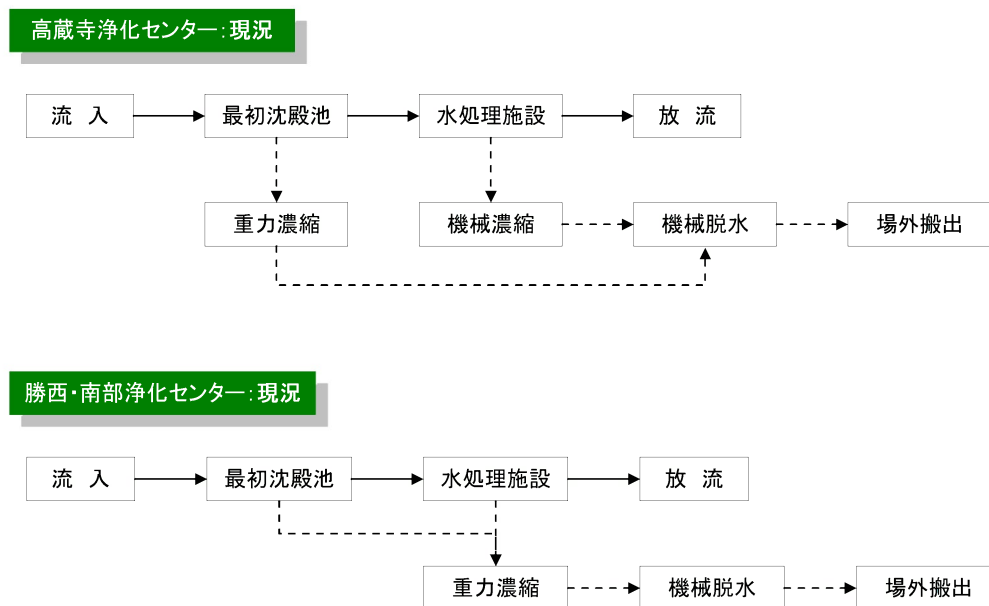 高蔵寺浄化センター：現況
流 入
最初沈殿池
水処理施設
放 流
重力濃縮
機械濃縮
機械脱水
場外搬出
勝西・南部浄化センター：現況
流 入
最初沈殿池
水処理施設
放 流
重力濃縮
機械脱水
場外搬出